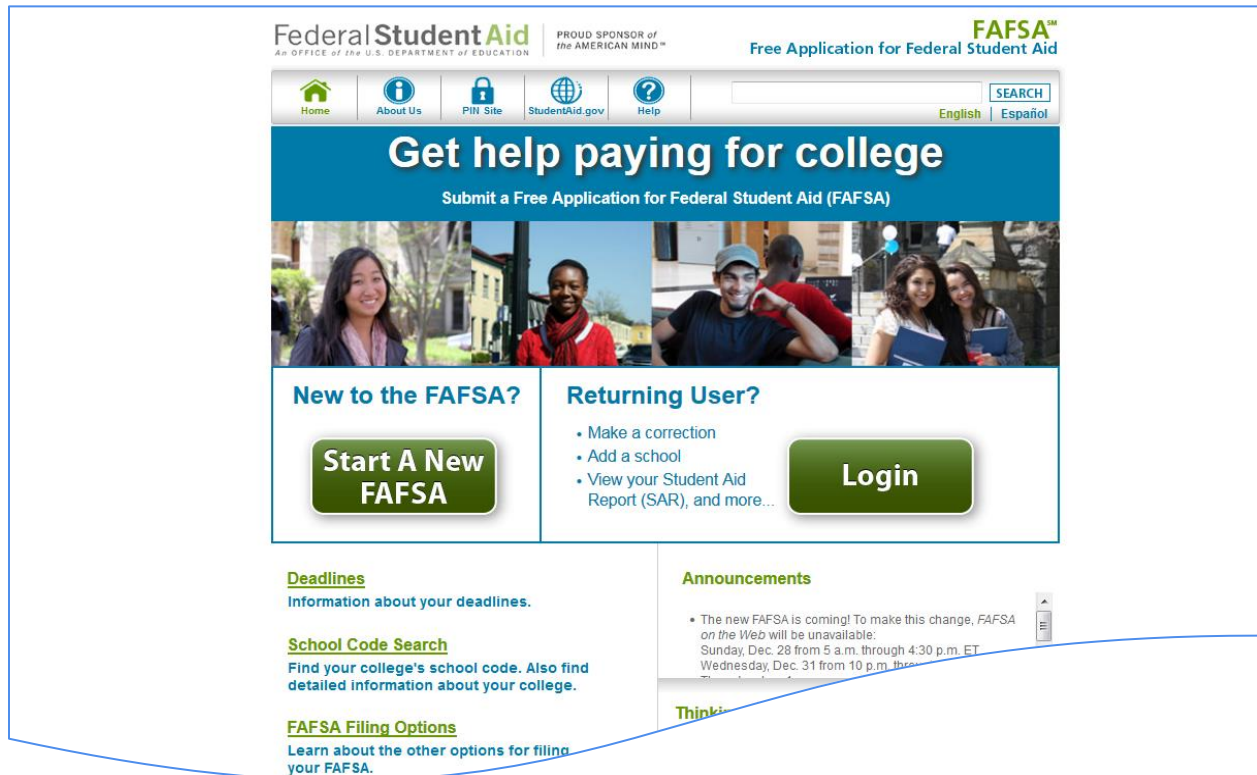 Federal Student Aid
An OFFICE of the U.S. DEPARTMENT of EDUCATION
PROUD SPONSOR of
the AMERICAN MIND℠
FAFSA℠
Free Application for Federal Student Aid
Home
About Us
PIN Site
StudentAid.gov
Help
SEARCH
English | Español
Get help paying for college
Submit a Free Application for Federal Student Aid (FAFSA)
New to the FAFSA?
Start A New
FAFSA
Returning User?
• Make a correction
• Add a school
• View your Student Aid
Report (SAR), and more...
Login
Deadlines
Information about your deadlines.
School Code Search
Find your college's school code. Also find
detailed information about your college.
FAFSA Filing Options
Learn about the other options for filing
your FAFSA.
Announcements
• The new FAFSA is coming! To make this change, FAFSA
on the Web will be unavailable:
Sunday, Dec. 28 from 5 a.m. through 4:30 p.m. ET
Wednesday, Dec. 31 from 10 p.m.